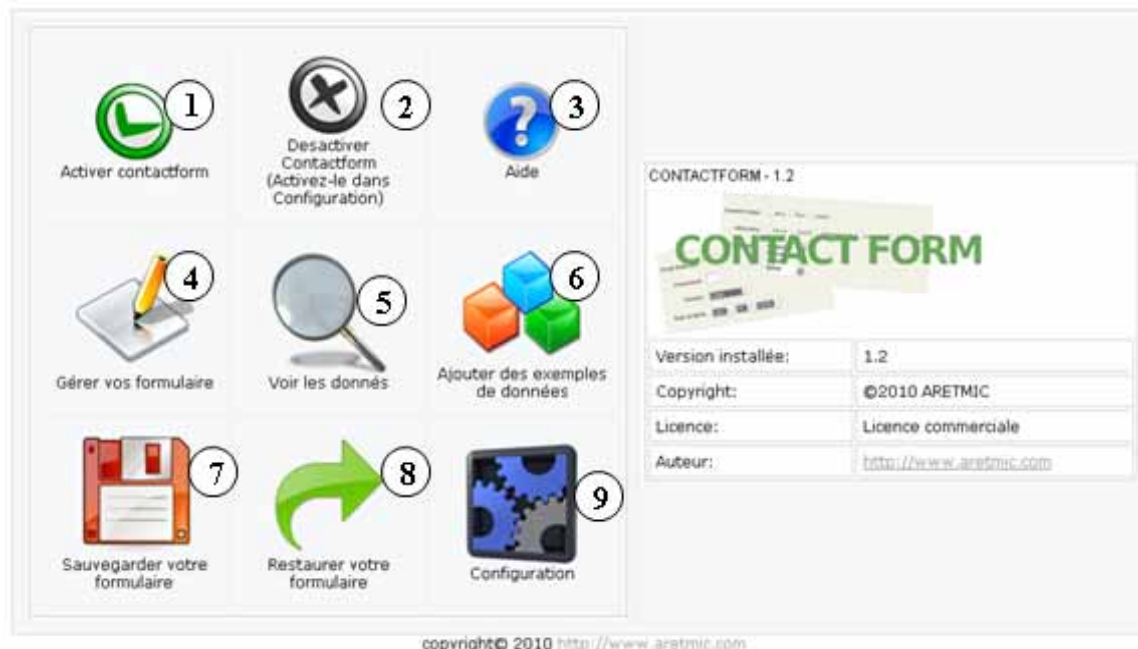 1
Activer contactform
2
Desactiver
Contactform
(Activez-le dans
Configuration)
3
Aide
4
Gérer vos formulaire
5
Voir les donnés
6
Ajouter des exemples
de données
7
Sauvegarder votre
formulaire
8
Restaurer votre
formulaire
9
Configuration
CONTACTFORM - 1.2
CONTACT FORM
Version installée: 1.2
Copyright: ©2010 ARETMIC
Licence: Licence commerciale
Auteur: http://www.aretmic.com
copyright© 2010 http://www.aretmic.com